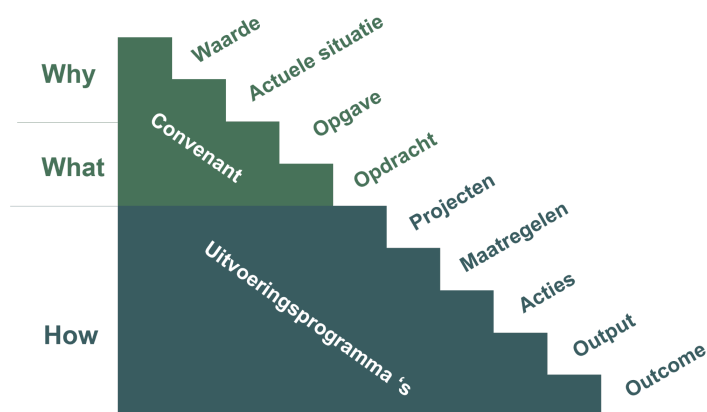 Why
What
How
Convenant
Uitvoeringsprogramma ‘s
Waarde
Actuele situatie
Opgave
Opdracht
Projecten
Maatregelen
Acties
Output
Outcome